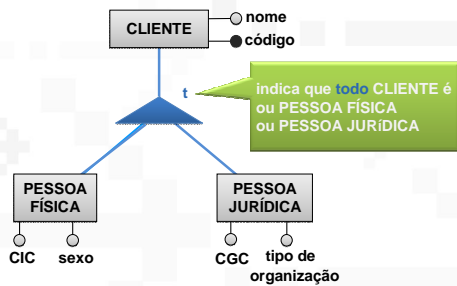 CLIENTE
nome
código
t
indica que todo CLIENTE é
ou PESSOA FÍSICA
ou PESSOA JURíDICA
PESSOA
FÍSICA
PESSOA
JURÍDICA
CIC
sexo
CGC
tipo de
organização